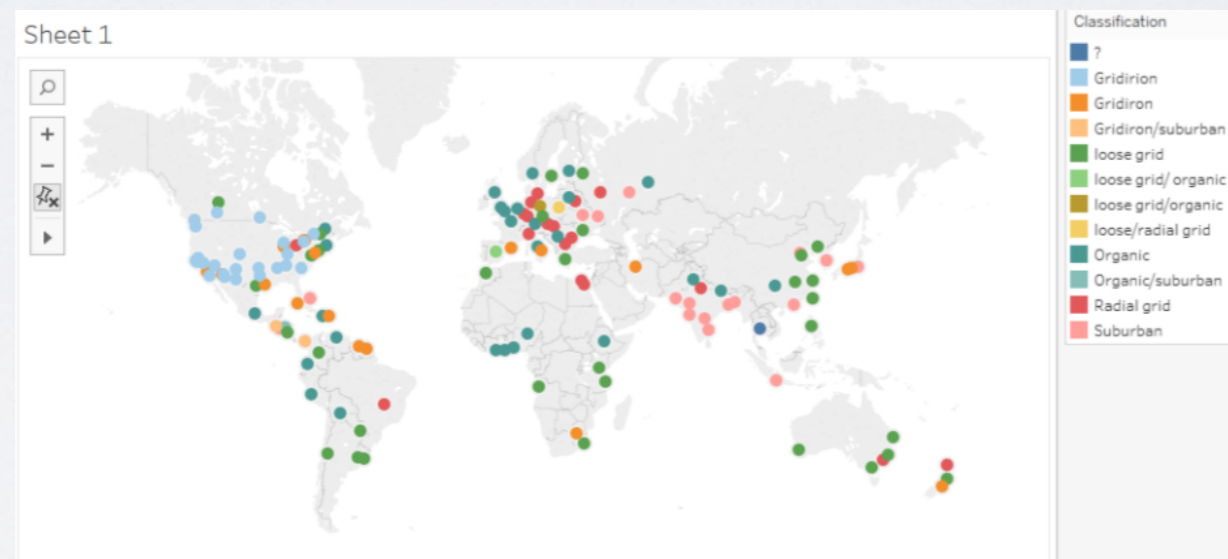 Sheet 1
Classification
?
Gridirion
Gridiron
Gridiron/suburban
loose grid
loose grid/ organic
loose grid/organic
loose/radial grid
Organic
Organic/suburban
Radial grid
Suburban